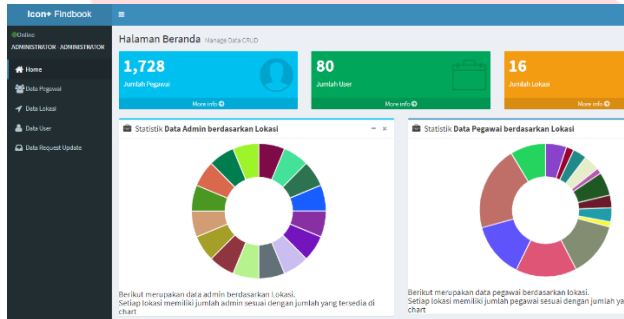 Icon+ Findbook
Online
ADMINISTRATOR - ADMINISTRATOR
Home
Data Pegawai
Data Lokasi
Data User
Data Request Update
Halaman Beranda Manage Data CRUD
1,728
Jumlah Pegawai
More info
80
Jumlah User
More info
16
Jumlah Lokasi
More info
Statistik Data Admin berdasarkan Lokasi
Berikut merupakan data admin berdasarkan Lokasi.
Setiap lokasi memiliki jumlah admin sesuai dengan jumlah yang tersedia di
chart
Statistik Data Pegawai berdasarkan Lokasi
Berikut merupakan data pegawai berdasarkan lokasi.
Setiap lokasi memiliki jumlah pegawai sesuai dengan jumlah ya
chart